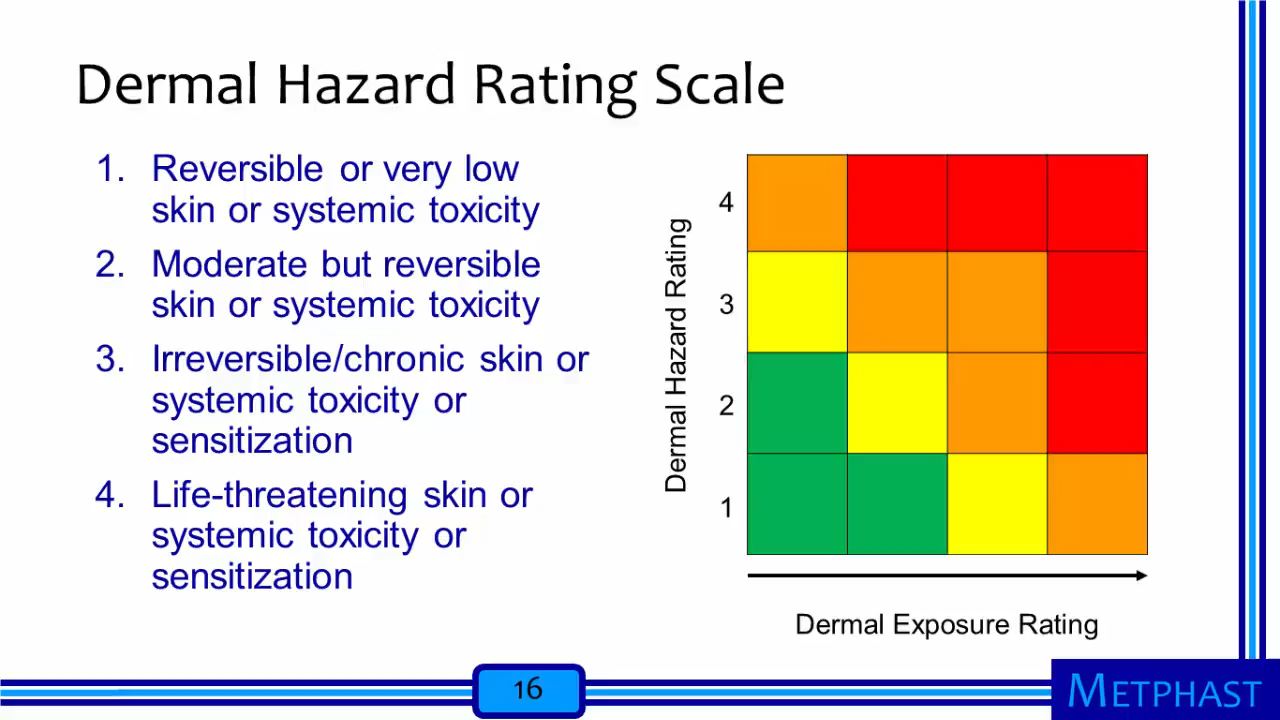 Dermal Hazard Rating Scale
1. Reversible or very low
skin or systemic toxicity
2. Moderate but reversible
skin or systemic toxicity
3. Irreversible/chronic skin or
systemic toxicity or
sensitization
4. Life-threatening skin or
systemic toxicity or
sensitization
Dermal Hazard Rating
4
3
2
1
Dermal Exposure Rating
16
METPHAST